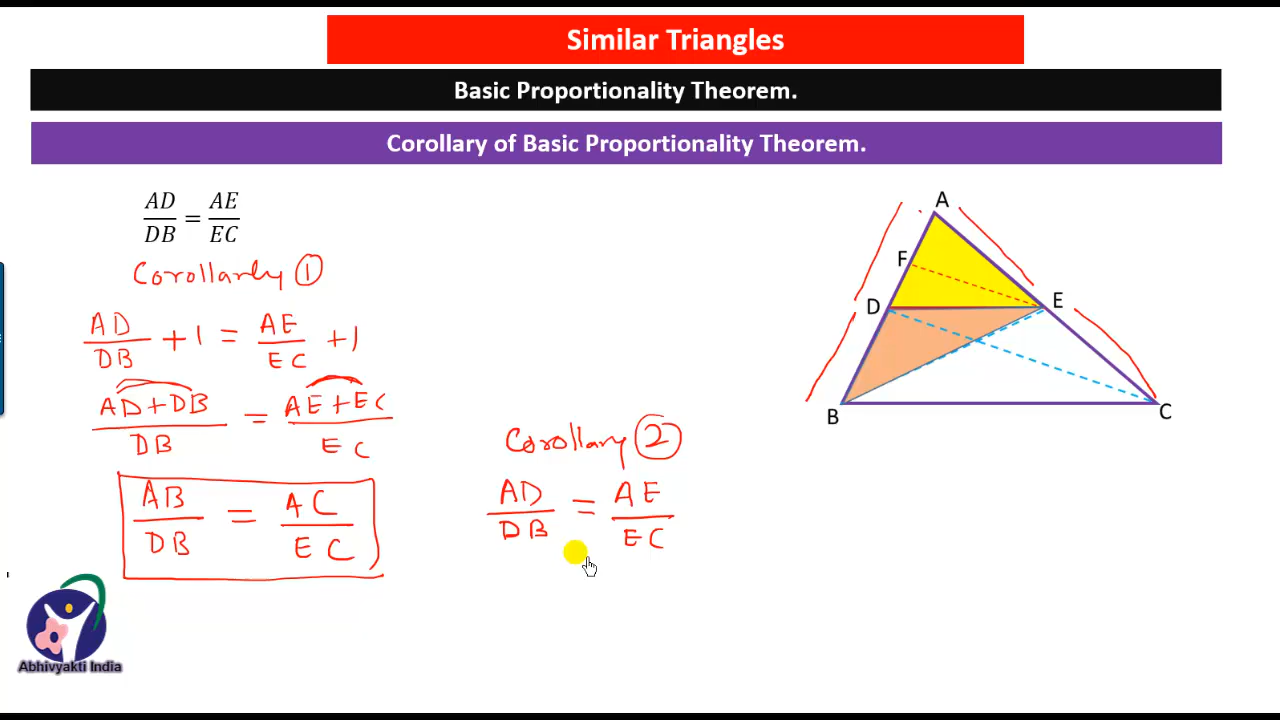 Similar Triangles
Basic Proportionality Theorem.
Corollary of Basic Proportionality Theorem.
AD/DB = AE/EC
Corollarly ①
AD/DB + 1 = AE/EC + 1
AD+DB/DB = AE+EC/EC
AB/DB = AC/EC
Corollary ②
AD/DB = AE/EC
A
F
D
E
B
C
Abhivyakti India